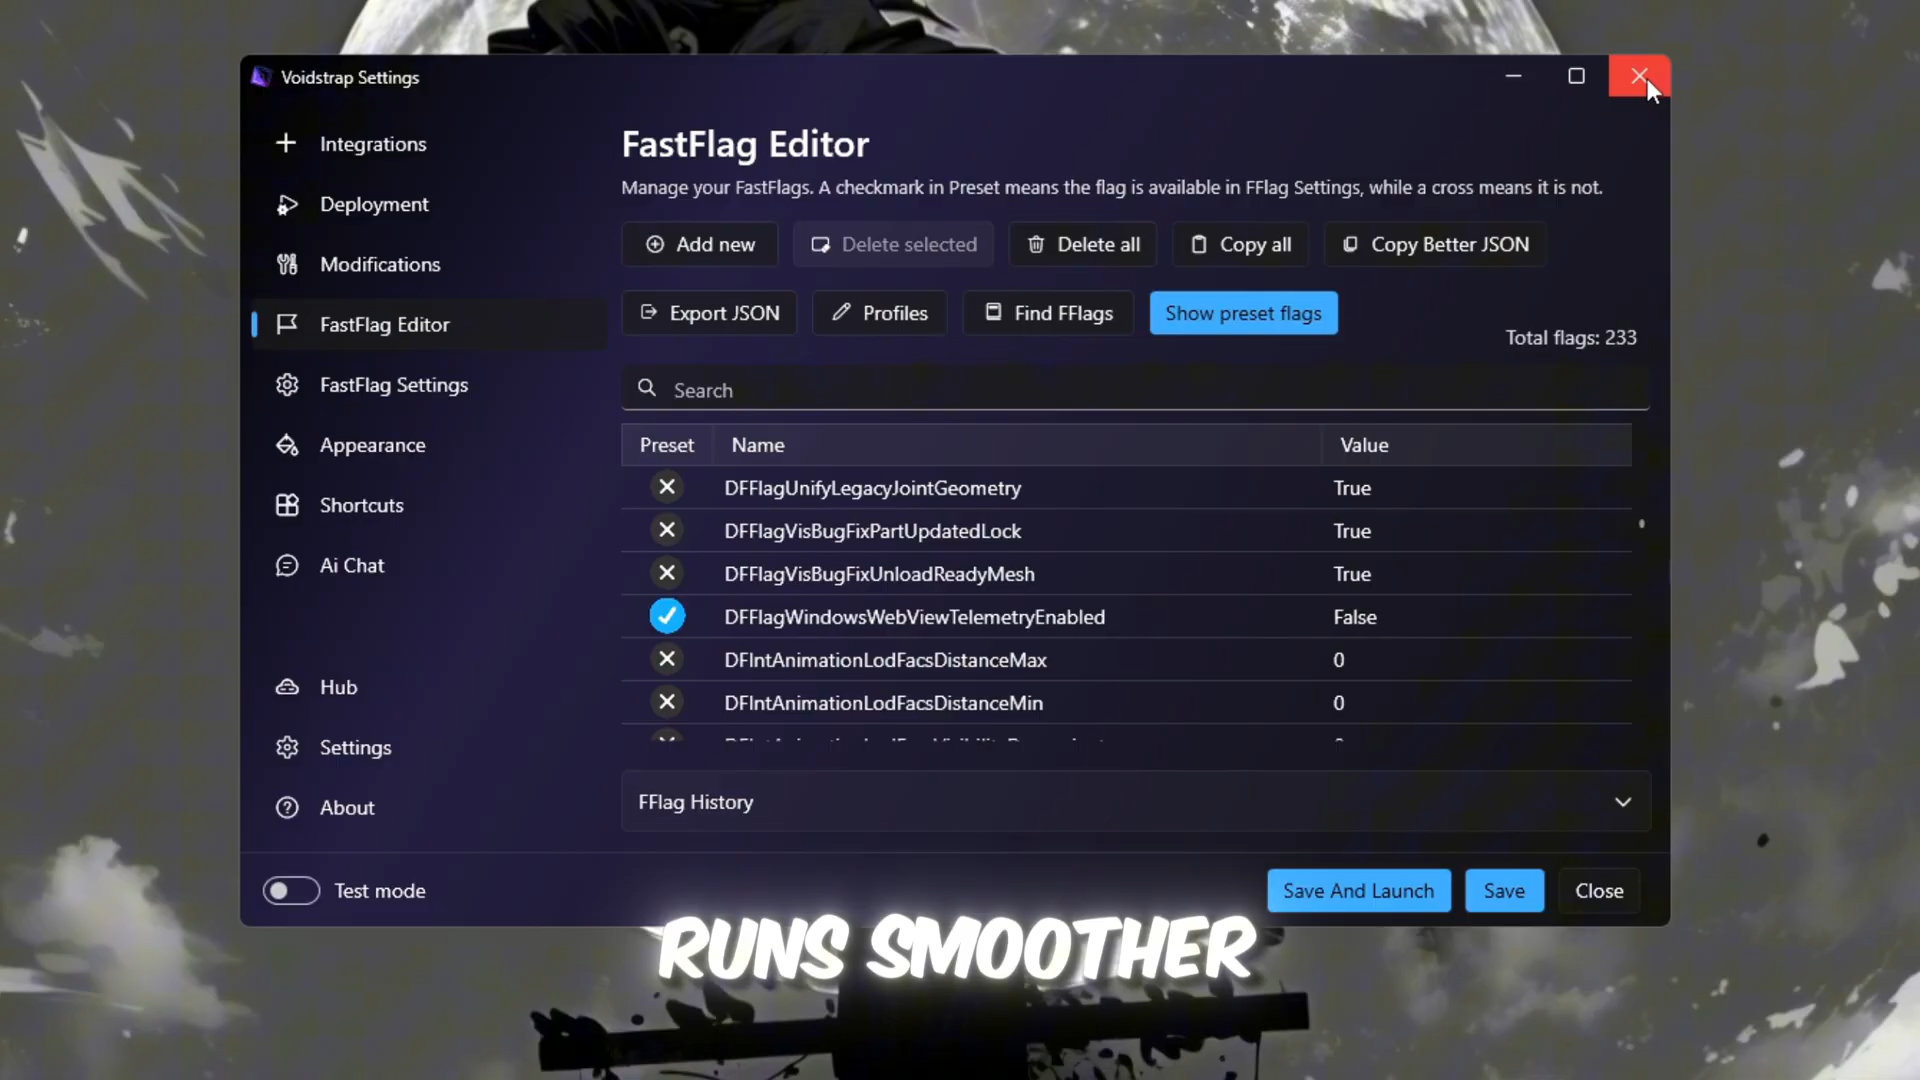 Voidstrap Settings
Integrations
Deployment
Modifications
FastFlag Editor
FastFlag Settings
Appearance
Shortcuts
Ai Chat
Hub
Settings
About
FastFlag Editor
Manage your FastFlags. A checkmark in Preset means the flag is available in FFlag Settings, while a cross means it is not.
Add new Delete selected Delete all Copy all Copy Better JSON
Export JSON Profiles Find FFlags Show preset flags
Total flags: 233
Search
Preset Name Value
DFFlagUnifyLegacyJointGeometry True
DFFlagVisBugFixPartUpdatedLock True
DFFlagVisBugFixUnloadReadyMesh True
DFFlagWindowsWebViewTelemetryEnabled False
DFIntAnimationLodFacsDistanceMax 0
DFIntAnimationLodFacsDistanceMin 0
FFlag History
Test mode
Save And Launch Save Close
RUNS SMOOTHER